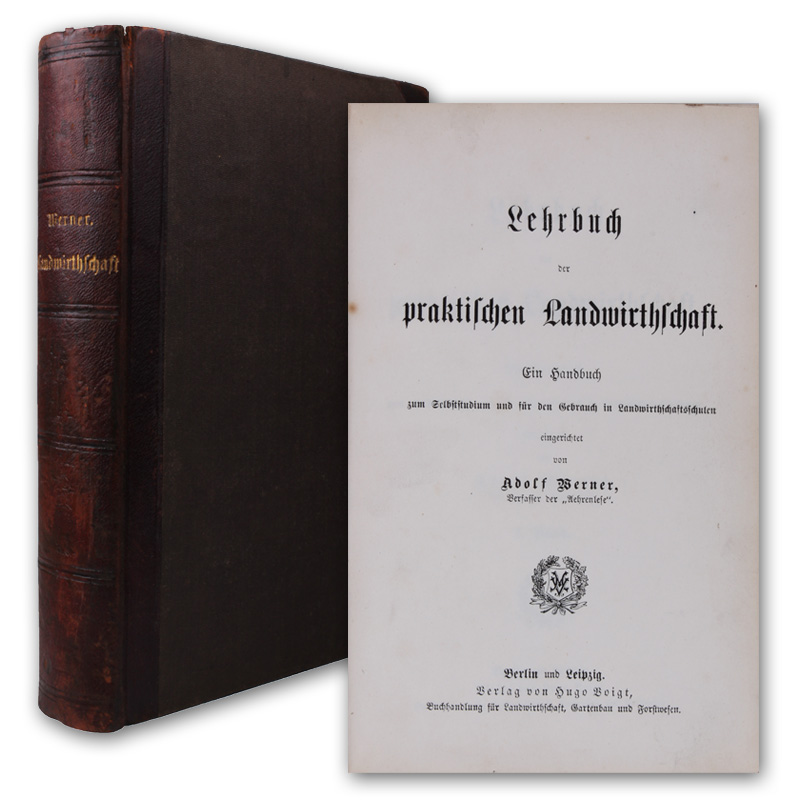 Werner.
Landwirthschaft
Lehrbuch
der
praktischen Landwirthschaft.
Ein Handbuch
zum Selbststudium und für den Gebrauch in Landwirthschaftsschulen
eingerichtet
von
Adolf Werner,
Verfasser der „Aehrenlese“.
Berlin und Leipzig.
Verlag von Hugo Voigt,
Buchhandlung für Landwirthschaft, Gartenbau und Forstwesen.